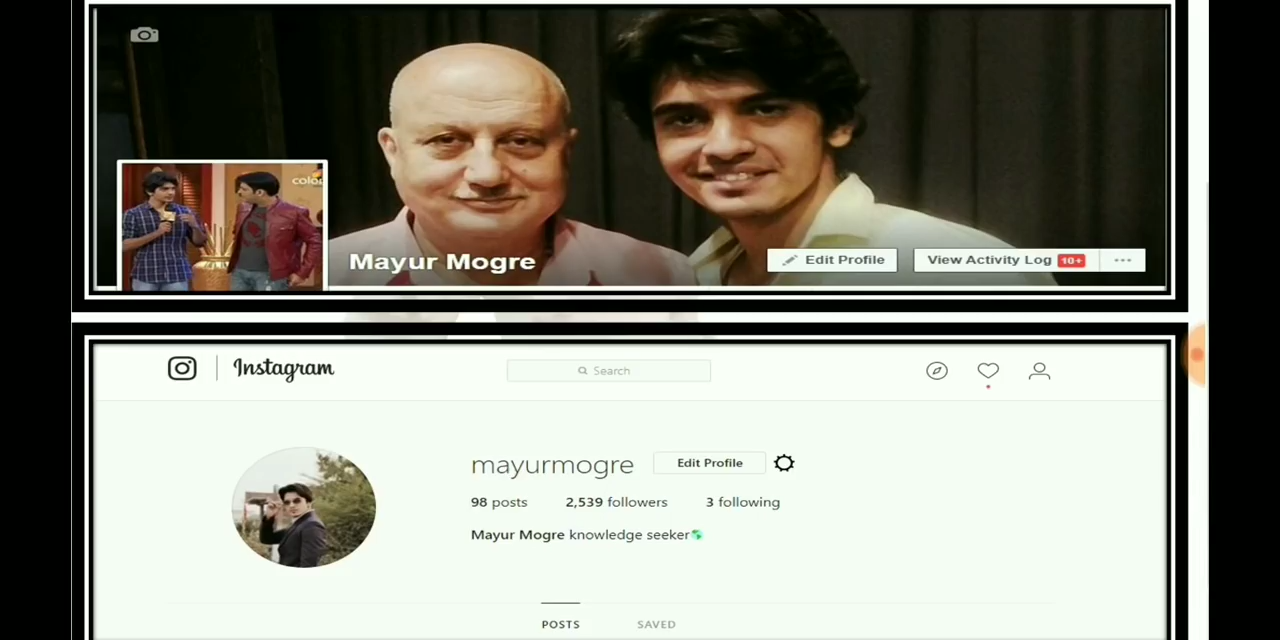 color
Mayur Mogre
Edit Profile
View Activity Log 10+
Instagram
Search
mayurmogre
Edit Profile
98 posts 2,539 followers 3 following
Mayur Mogre knowledge seeker
POSTS SAVED